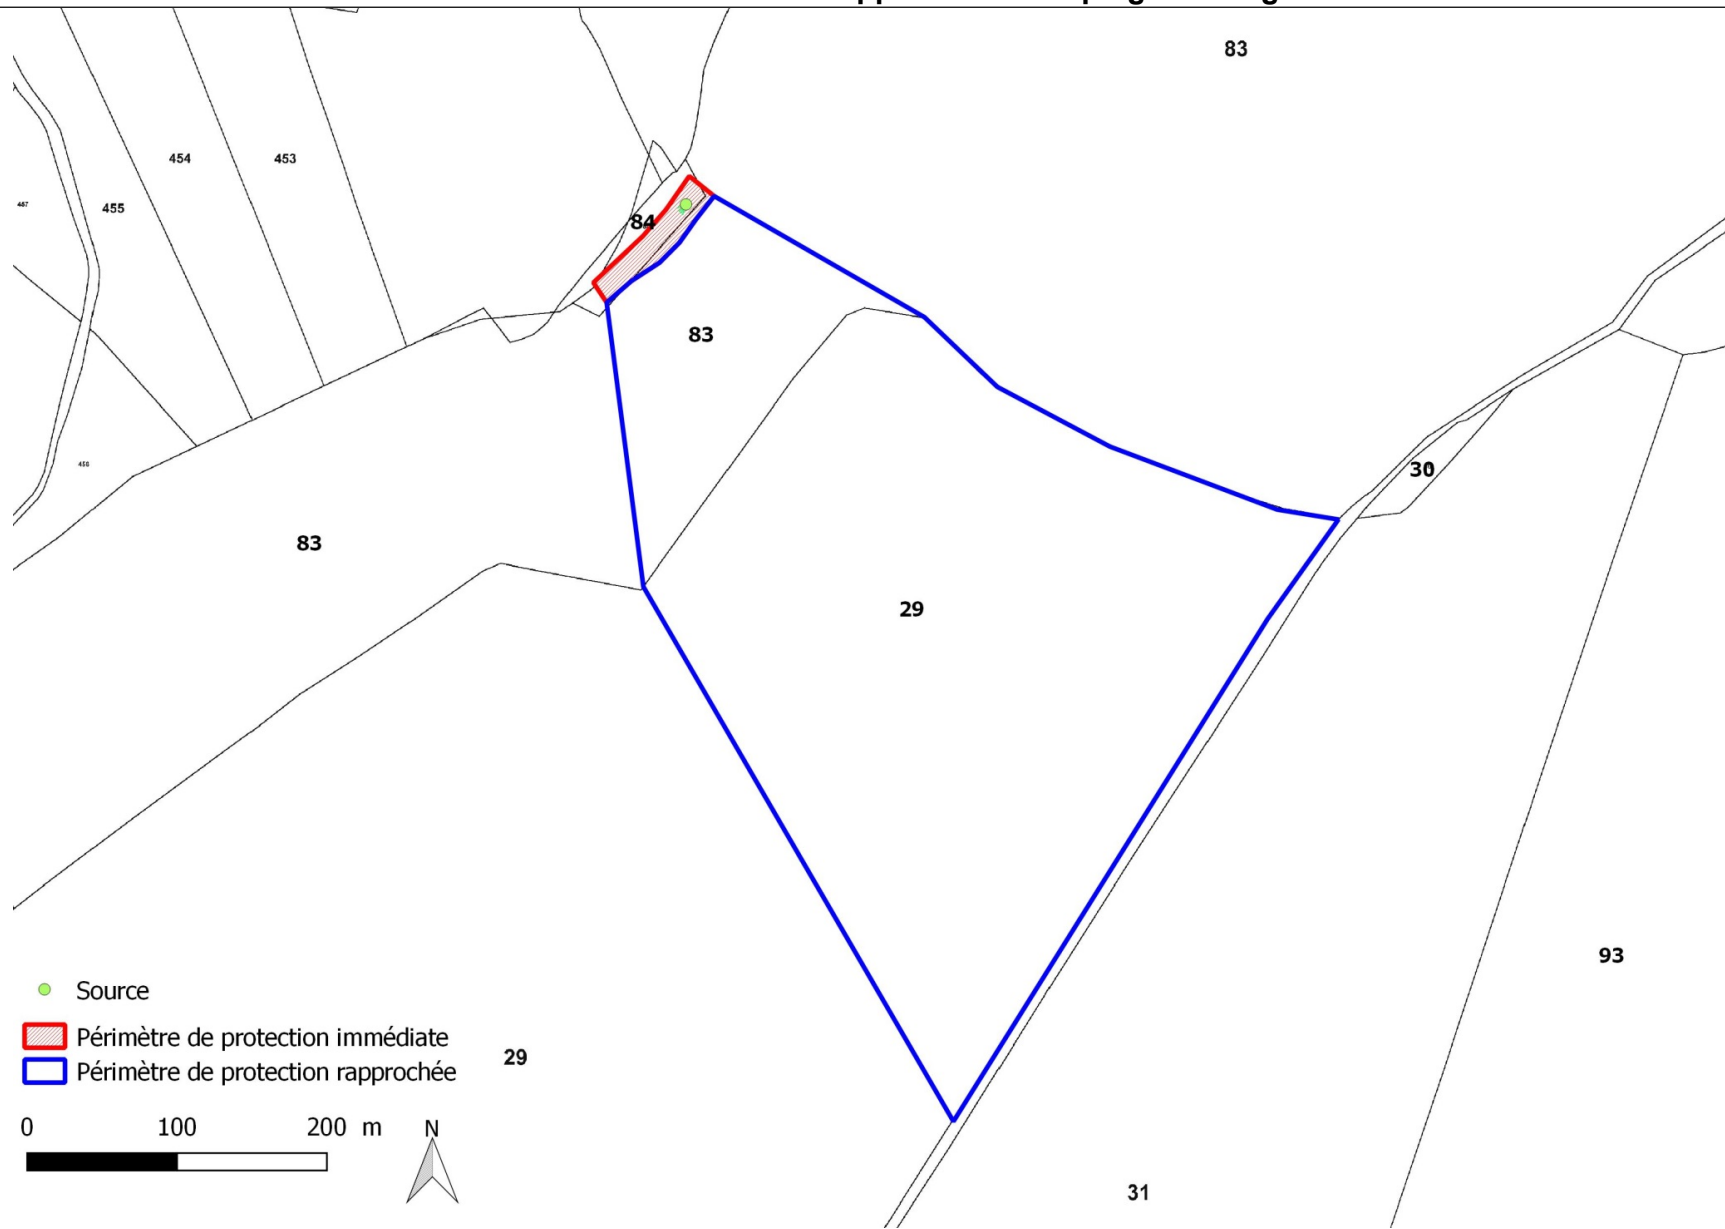 83
454
453
455
84
83
30
83
29
93
Source
Périmètre de protection immédiate
29
Périmètre de protection rapprochée
0 100 200 m
N
31